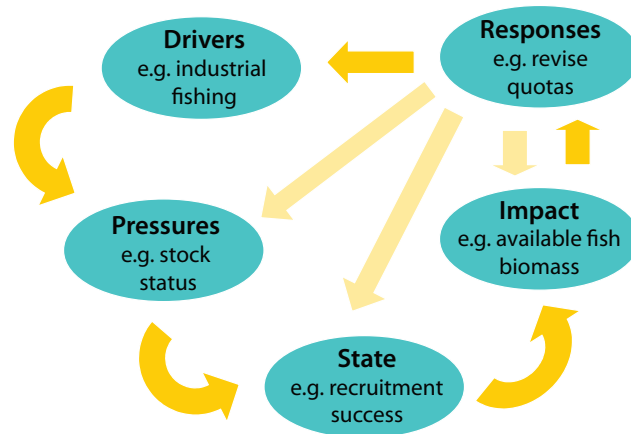 Drivers
e.g. industrial
fishing
Responses
e.g. revise
quotas
Pressures
e.g. stock
status
Impact
e.g. available fish
biomass
State
e.g. recruitment
success